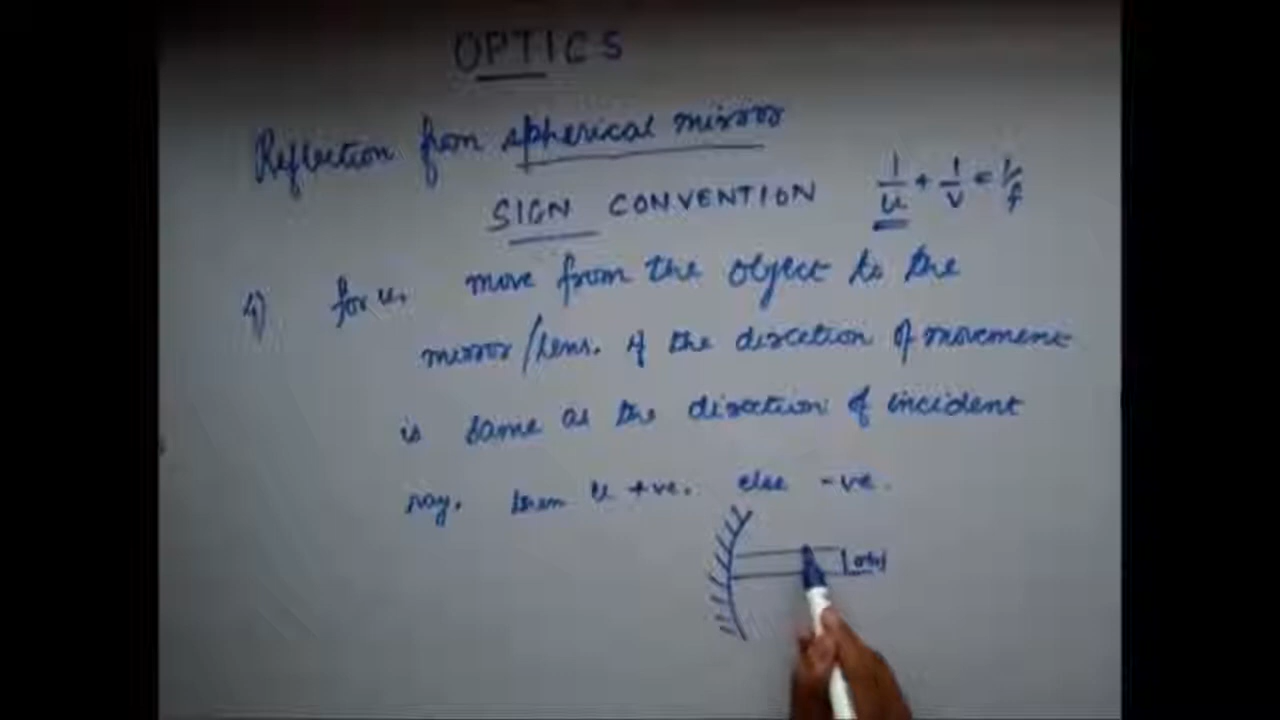 OPTICS
Reflection from spherical mirror
SIGN CONVENTION
1/u + 1/v = 1/f
4) for u, move from the object to the
mirror/lens. if the direction of movement
is same as the direction of incident
ray. then u +ve. else -ve.
obj